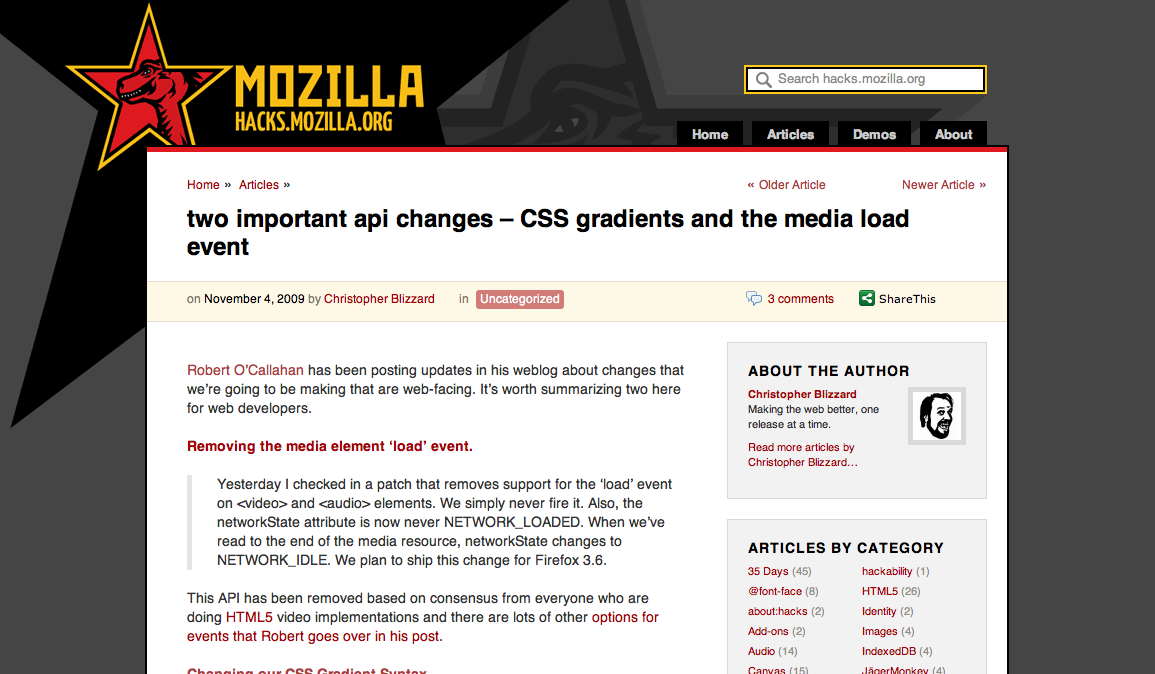 MOZILLA
HACKS.MOZILLA.ORG
Search hacks.mozilla.org
Home Articles Demos About
Home » Articles »
« Older Article Newer Article »
two important api changes – CSS gradients and the media load
event
on November 4, 2009 by Christopher Blizzard in Uncategorized
3 comments ShareThis
Robert O’Callahan has been posting updates in his weblog about changes that
we’re going to be making that are web-facing. It’s worth summarizing two here
for web developers.
Removing the media element ‘load’ event.
Yesterday I checked in a patch that removes support for the ‘load’ event
on <video> and <audio> elements. We simply never fire it. Also, the
networkState attribute is now never NETWORK_LOADED. When we’ve
read to the end of the media resource, networkState changes to
NETWORK_IDLE. We plan to ship this change for Firefox 3.6.
This API has been removed based on consensus from everyone who are
doing HTML5 video implementations and there are lots of other options for
events that Robert goes over in his post.
Changing our CSS Gradient Syntax
ABOUT THE AUTHOR
Christopher Blizzard
Making the web better, one
release at a time.
Read more articles by
Christopher Blizzard…
ARTICLES BY CATEGORY
35 Days (45) hackability (1)
@font-face (8) HTML5 (26)
about:hacks (2) Identity (2)
Add-ons (2) Images (4)
Audio (14) IndexedDB (4)
Canvas (15) JägerMonkey (4)